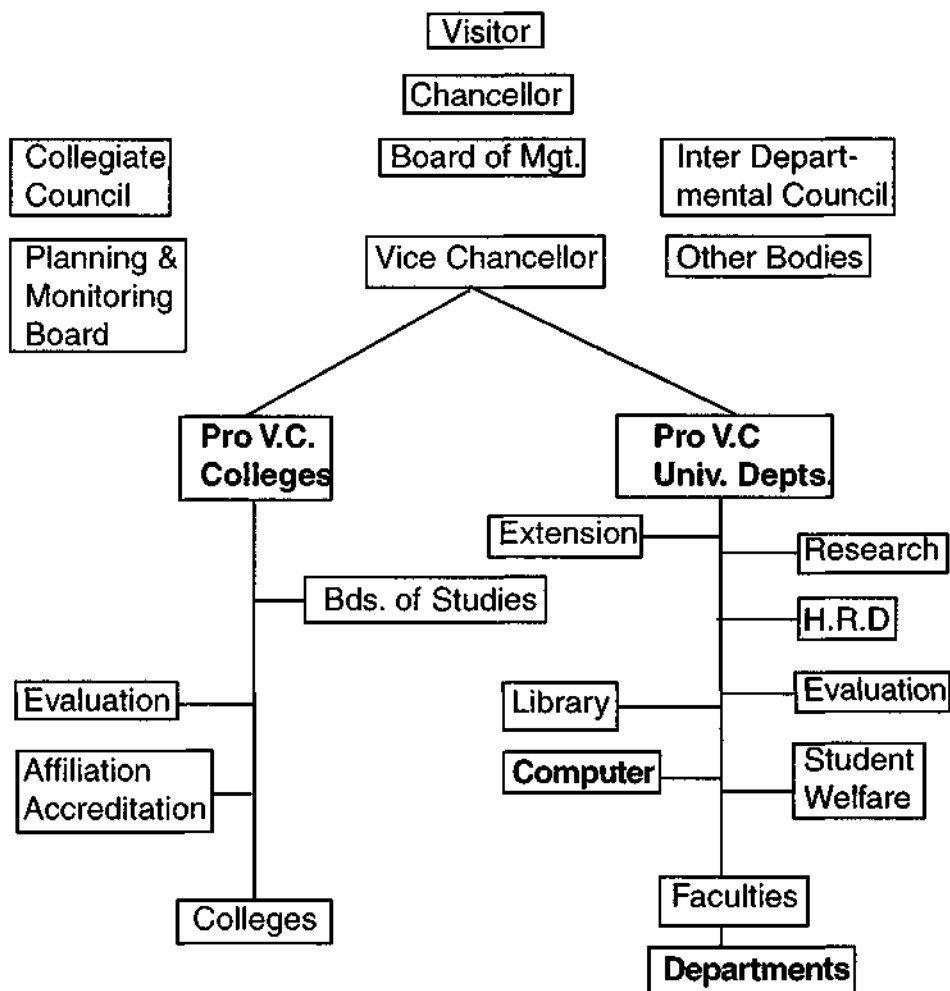 Visitor
Chancellor
Collegiate
Council
Board of Mgt.
Inter Depart-
mental Council
Planning &
Monitoring
Board
Vice Chancellor
Other Bodies
Pro V.C.
Colleges
Pro V.C
Univ. Depts.
Extension
Research
Bds. of Studies
H.R.D
Evaluation
Library
Evaluation
Affiliation
Accreditation
Computer
Student
Welfare
Colleges
Faculties
Departments